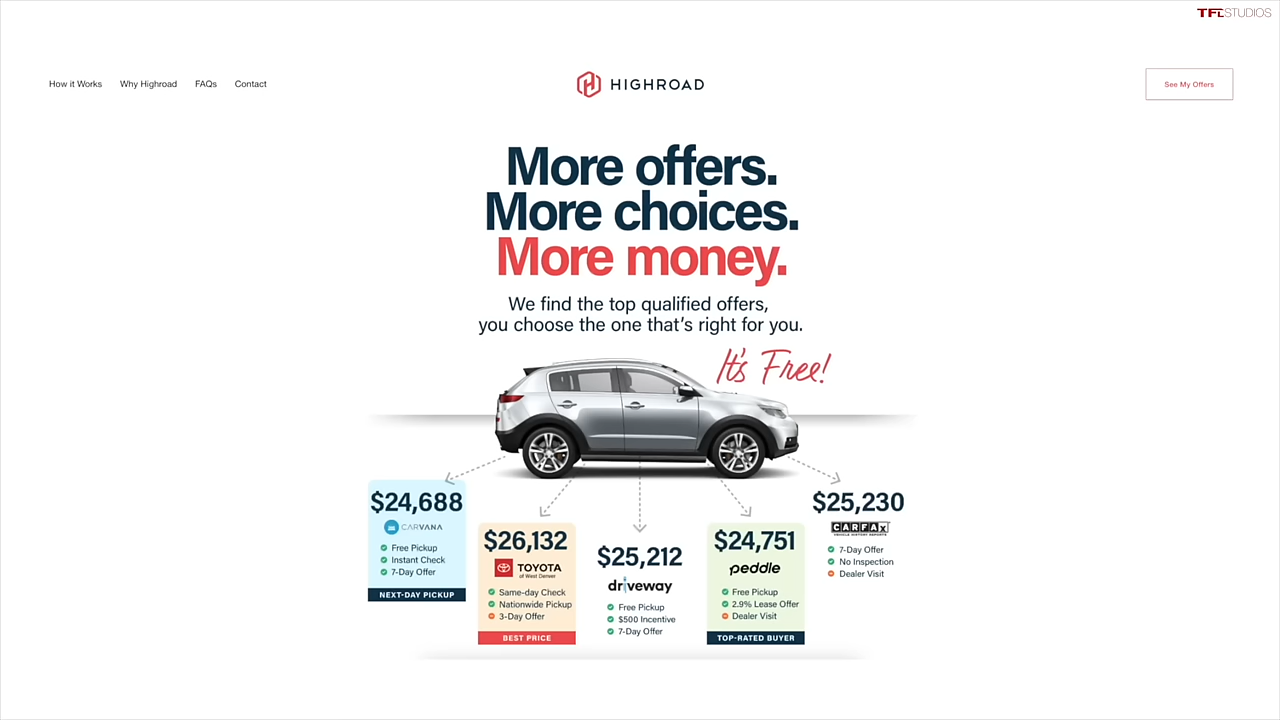 TFLSTUDIOS
How it Works Why Highroad FAQs Contact
HIGHROAD
See My Offers
More offers.
More choices.
More money.
We find the top qualified offers,
you choose the one that's right for you.
It's Free!
$24,688
CARVANA
Free Pickup
Instant Check
7-Day Offer
NEXT-DAY PICKUP
$26,132
TOYOTA
of West Denver
Same-day Check
Nationwide Pickup
3-Day Offer
BEST PRICE
$25,212
driveway
Free Pickup
$500 Incentive
7-Day Offer
$24,751
peddle
Free Pickup
2.9% Lease Offer
Dealer Visit
TOP-RATED BUYER
$25,230
CARFAX
VEHICLE HISTORY REPORTS
7-Day Offer
No Inspection
Dealer Visit